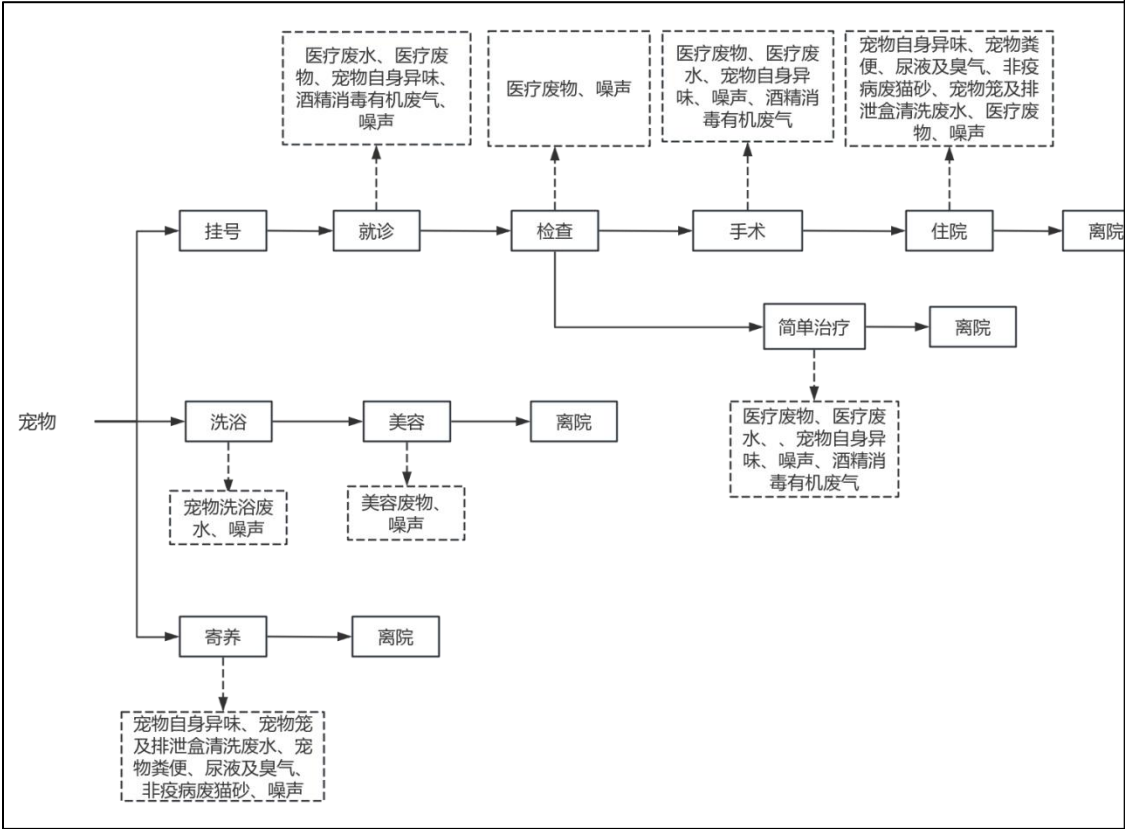 医疗废水、医疗废
物、宠物自身异味、
酒精消毒有机废气、
噪声
医疗废物、噪声
医疗废物、医疗废
水、宠物自身异
味、噪声、酒精消
毒有机废气
宠物自身异味、宠物粪
便、尿液及臭气、非疫
病废猫砂、宠物笼及排
泄盒清洗废水、医疗废
物、噪声
挂号
就诊
检查
手术
住院
离院
简单治疗
离院
医疗废物、医疗废
水、、宠物自身异
味、噪声、酒精消
毒有机废气
宠物
洗浴
美容
离院
宠物洗浴废
水、噪声
美容废物、
噪声
寄养
离院
宠物自身异味、宠物笼
及排泄盒清洗废水、宠
物粪便、尿液及臭气、
非疫病废猫砂、噪声